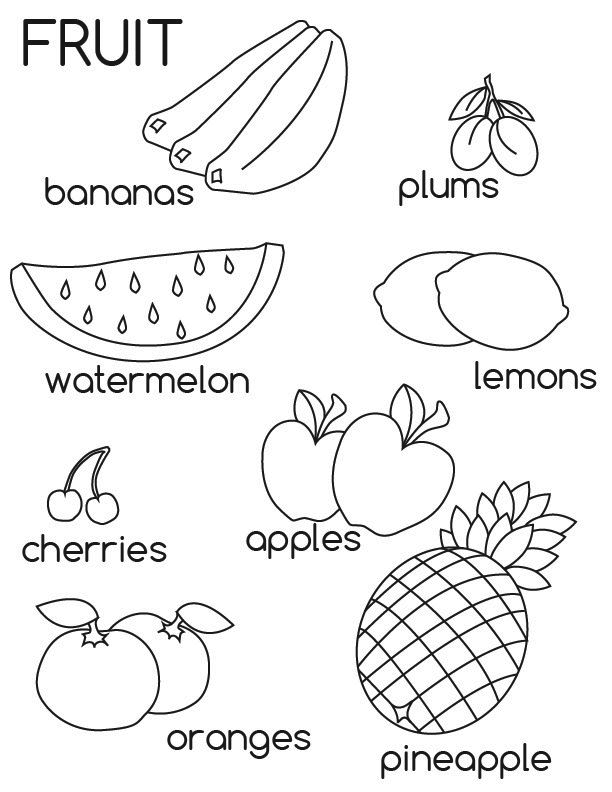 FRUIT
bananas
plums
watermelon
lemons
cherries
apples
oranges
pineapple